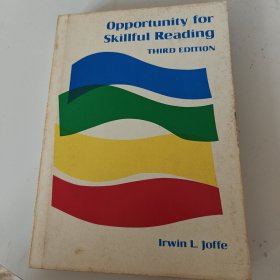 Opportunity for
Skillful Reading
THIRD EDITION
Irwin L. Joffe